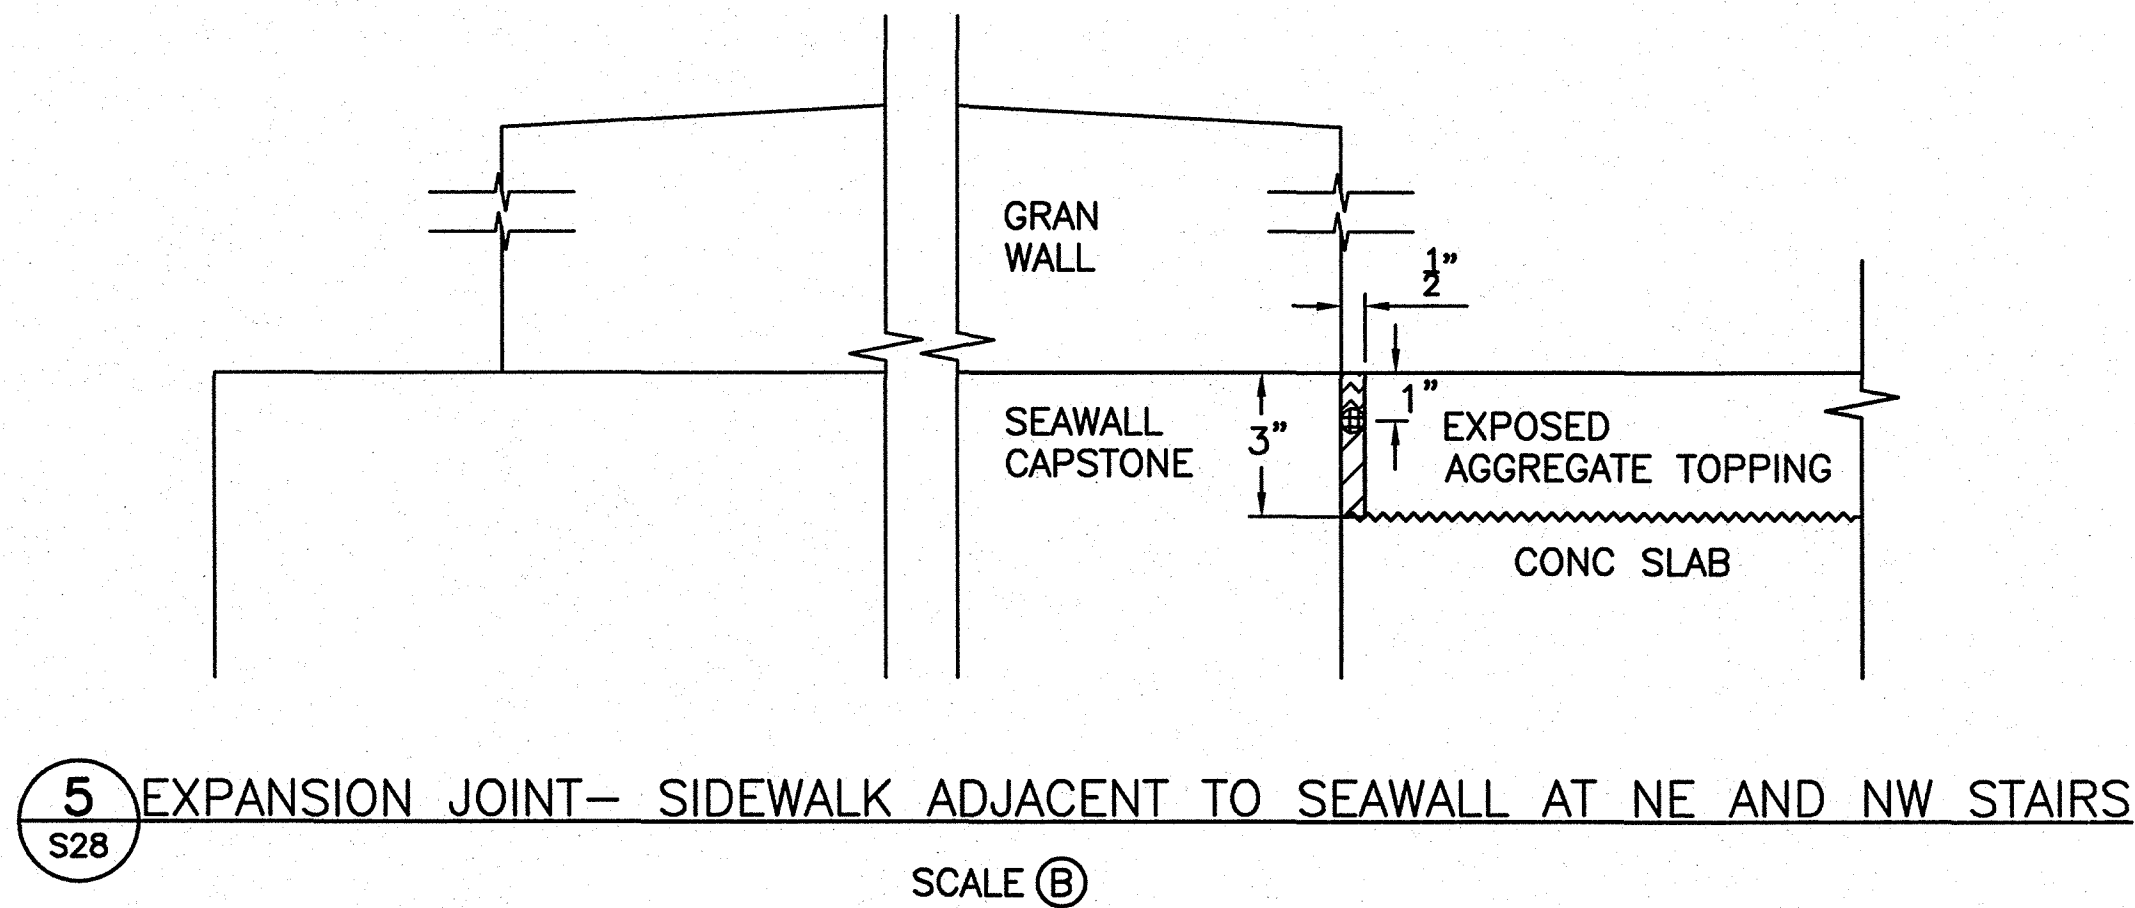 GRAN
WALL
1/2"
1"
3"
SEAWALL
CAPSTONE
EXPOSED
AGGREGATE TOPPING
CONC SLAB
5
S28
EXPANSION JOINT- SIDEWALK ADJACENT TO SEAWALL AT NE AND NW STAIRS
SCALE B